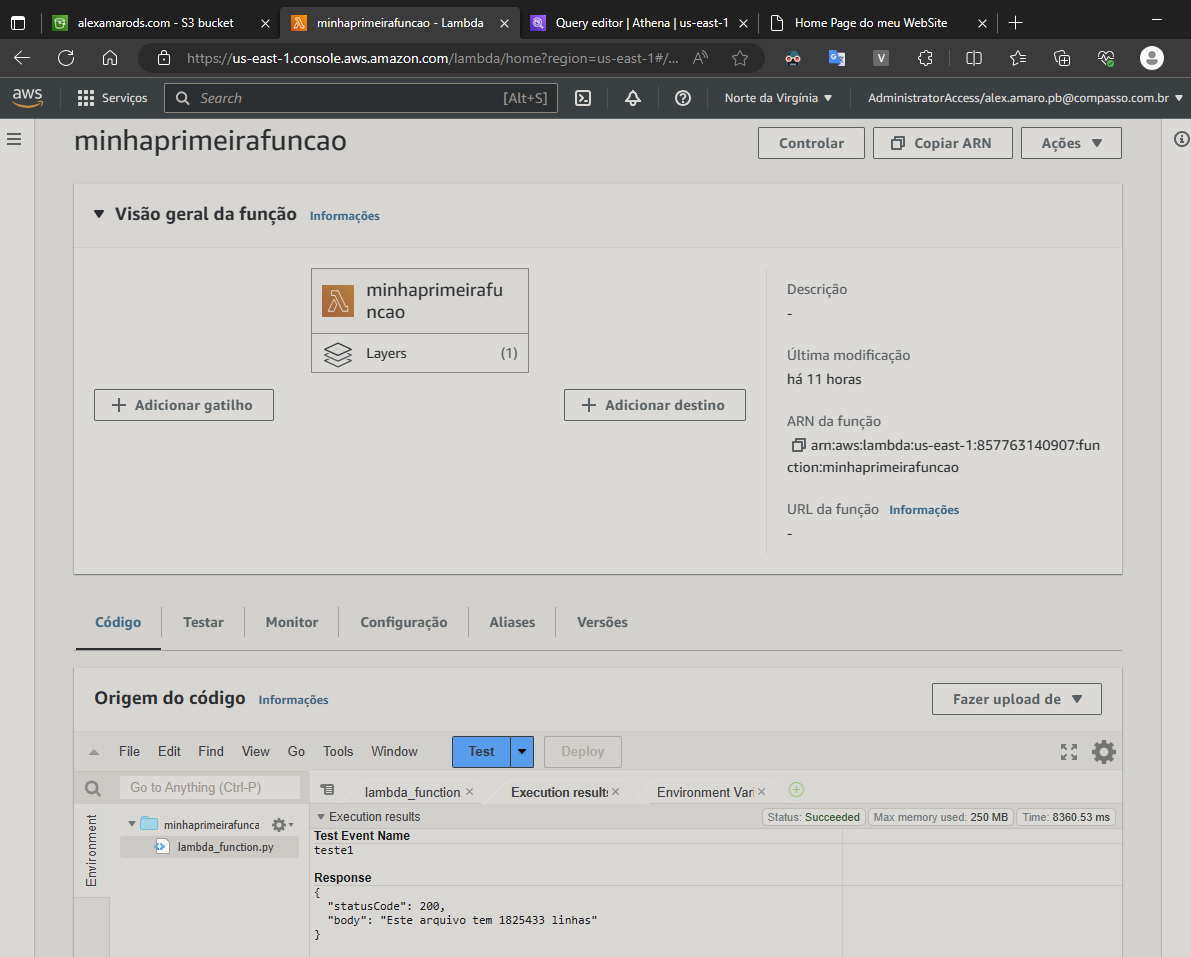 alexamarods.com - S3 bucket
minhaprimeirafuncao - Lambda
Query editor | Athena | us-east-1
Home Page do meu WebSite
https://us-east-1.console.aws.amazon.com/lambda/home?region=us-east-1#/...
aws
Serviços
Search
[Alt+S]
Norte da Virgínia
AdministratorAccess/alex.amaro.pb@compasso.com.br
minhaprimeirafuncao
Controlar
Copiar ARN
Ações
Visão geral da função
Informações
minhaprimeirafu
ncao
Layers
(1)
Adicionar gatilho
Adicionar destino
Descrição
-
Última modificação
há 11 horas
ARN da função
arn:aws:lambda:us-east-1:857763140907:fun
ction:minhaprimeirafuncao
URL da função
Informações
-
Código
Testar
Monitor
Configuração
Aliases
Versões
Origem do código
Informações
Fazer upload de
File
Edit
Find
View
Go
Tools
Window
Test
Deploy
Go to Anything (Ctrl-P)
lambda_function
Execution results
Environment Vari
Environment
minhaprimeirafunca
lambda_function.py
Execution results
Status: Succeeded
Max memory used: 250 MB
Time: 8360.53 ms
Test Event Name
teste1
Response
{
"statusCode": 200,
"body": "Este arquivo tem 1825433 linhas"
}